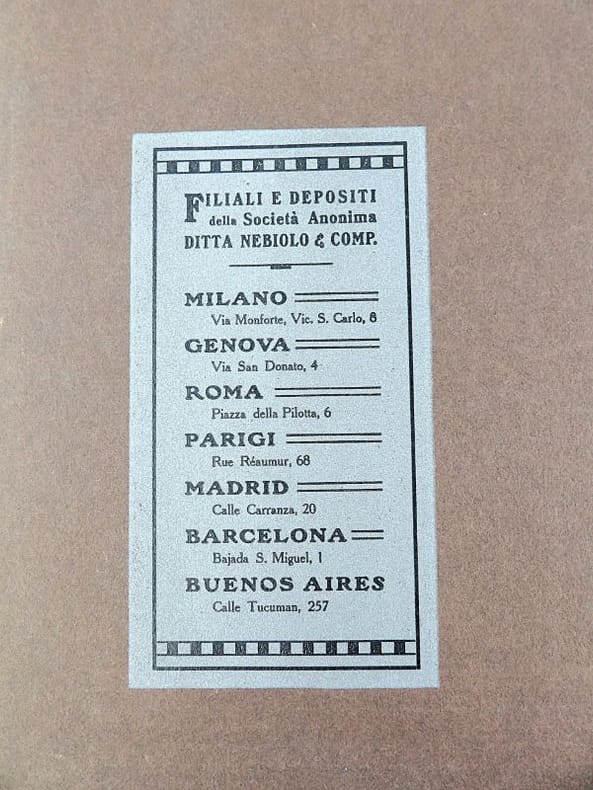 FILIALI E DEPOSITI
della Società Anonima
DITTA NEBIOLO & COMP.
MILANO
Via Monforte, Vic. S. Carlo, 6
GENOVA
Via San Donato, 4
ROMA
Piazza della Pilotta, 6
PARIGI
Rue Réaumur, 68
MADRID
Calle Carranza, 20
BARCELONA
Bajada S. Miguel, 1
BUENOS AIRES
Calle Tucuman, 257